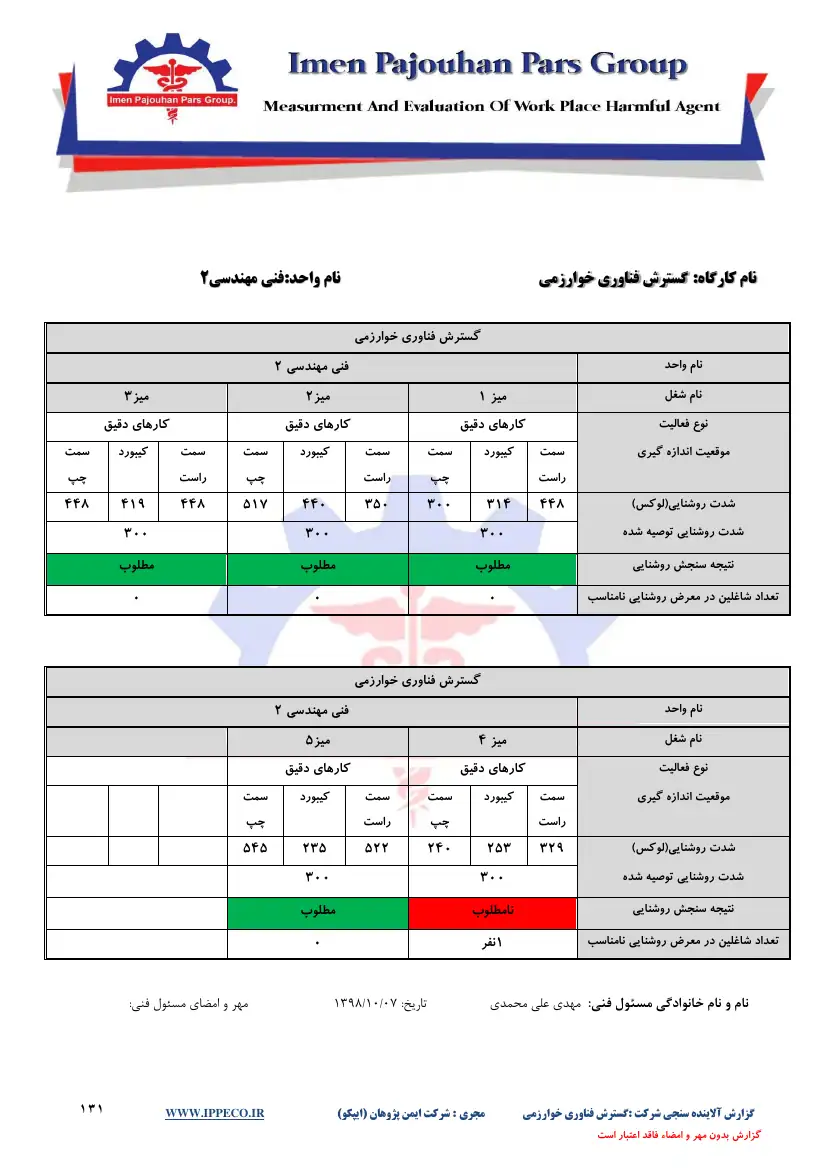 Imen Pajouhan Pars Group
Imen Pajouhan Pars Group.
Measurment And Evaluation Of Work Place Harmful Agent
نام کارگاه: گسترش فناوری خوارزمی نام واحد:فنی مهندسی۲
گسترش فناوری خوارزمی
نام واحد فنی مهندسی ۲
نام شغل میز ۱ میز۲ میز۳
نوع فعالیت کارهای دقیق کارهای دقیق کارهای دقیق
موقعیت اندازه گیری سمت راست کیبورد سمت چپ سمت راست کیبورد سمت چپ سمت راست کیبورد سمت چپ
شدت روشنایی(لوکس) ۴۴۸ ۳۱۴ ۳۰۰ ۳۵۰ ۴۴۰ ۵۱۷ ۴۴۸ ۴۱۹ ۴۴۸
شدت روشنایی توصیه شده ۳۰۰ ۳۰۰ ۳۰۰
نتیجه سنجش روشنایی مطلوب مطلوب مطلوب
تعداد شاغلین در معرض روشنایی نامناسب ۰ ۰ ۰
گسترش فناوری خوارزمی
نام واحد فنی مهندسی ۲
نام شغل میز ۴ میز۵
نوع فعالیت کارهای دقیق کارهای دقیق
موقعیت اندازه گیری سمت راست کیبورد سمت چپ سمت راست کیبورد سمت چپ
شدت روشنایی(لوکس) ۳۲۹ ۲۵۳ ۲۴۰ ۵۲۲ ۲۳۵ ۵۴۵
شدت روشنایی توصیه شده ۳۰۰ ۳۰۰
نتیجه سنجش روشنایی نامطلوب مطلوب
تعداد شاغلین در معرض روشنایی نامناسب ۱نفر ۰
نام و نام خانوادگی مسئول فنی: مهدی علی محمدی تاریخ: ۱۳۹۸/۱۰/۰۷ مهر و امضای مسئول فنی:
گزارش آلاینده سنجی شرکت :گسترش فناوری خوارزمی مجری : شرکت ایمن پژوهان (ایپکو) WWW.IPPECO.IR ۱۳۱
گزارش بدون مهر و امضاء فاقد اعتبار است